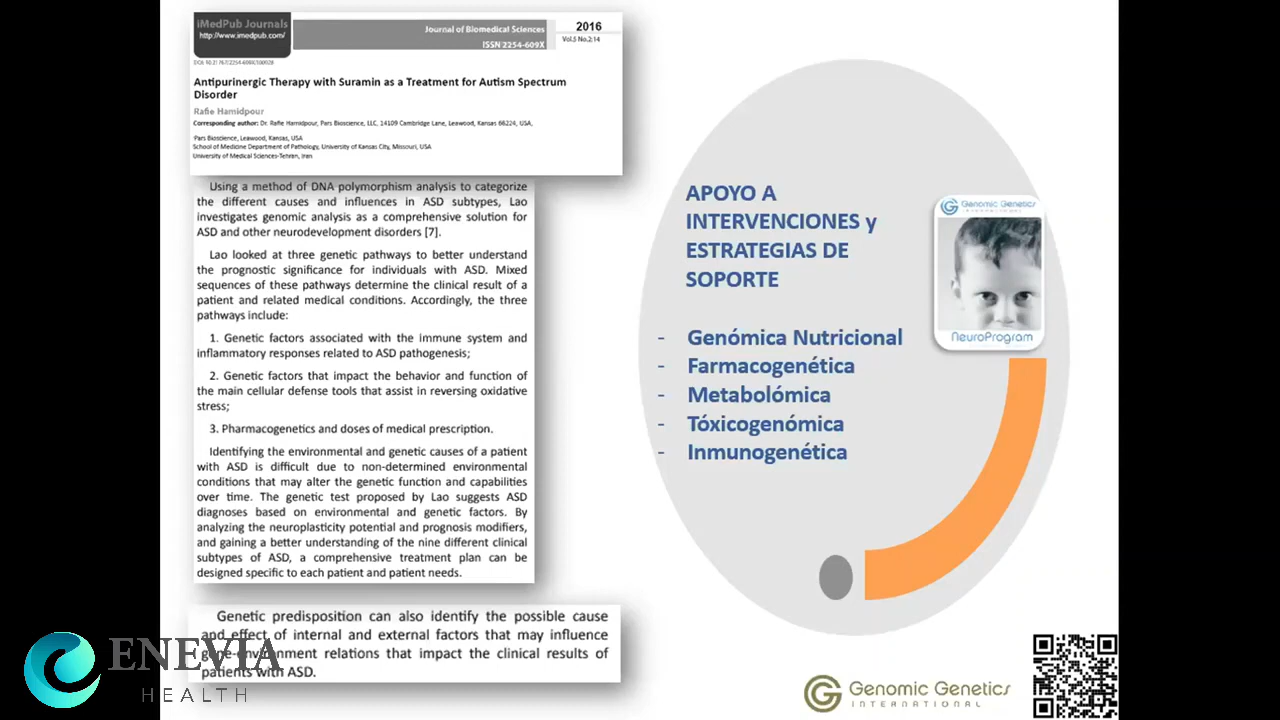 iMedPub Journals
http://www.imedpub.com/
Journal of Biomedical Sciences
ISSN 2254-609X
2016
Vol.5 No.2:14
Antipurinergic Therapy with Suramin as a Treatment for Autism Spectrum
Disorder
Rafie Hamidpour
Corresponding author: Dr. Rafie Hamidpour, Pars Bioscience, LLC, 14109 Cambridge Lane, Leawood, Kansas 66224, USA,
Pars Bioscience, Leawood, Kansas, USA
School of Medicine Department of Pathology, University of Kansas City, Missouri, USA
University of Medical Sciences-Tehren, Iran
Using a method of DNA polymorphism analysis to categorize
the different causes and influences in ASD subtypes, Lao
investigates genomic analysis as a comprehensive solution for
ASD and other neurodevelopment disorders [7].
Lao looked at three genetic pathways to better understand
the prognostic significance for individuals with ASD. Mixed
sequences of these pathways determine the clinical result of a
patient and related medical conditions. Accordingly, the three
pathways include:
1. Genetic factors associated with the immune system and
inflammatory responses related to ASD pathogenesis;
2. Genetic factors that impact the behavior and function of
the main cellular defense tools that assist in reversing oxidative
stress;
3. Pharmacogenetics and doses of medical prescription.
Identifying the environmental and genetic causes of a patient
with ASD is difficult due to non-determined environmental
conditions that may alter the genetic function and capabilities
over time. The genetic test proposed by Lao suggests ASD
diagnoses based on environmental and genetic factors. By
analyzing the neuroplasticity potential and prognosis modifiers,
and gaining a better understanding of the nine different clinical
subtypes of ASD, a comprehensive treatment plan can be
designed specific to each patient and patient needs.
Genetic predisposition can also identify the possible cause
and effect of internal and external factors that may influence
gene-environment relations that impact the clinical results of
patients with ASD.
ENEVIA
HEALTH
APOYO A
INTERVENCIONES y
ESTRATEGIAS DE
SOPORTE
- Genómica Nutricional
- Farmacogenética
- Metabolómica
- Tóxicogenómica
- Inmunogenética
Genomic Genetics
INTERNATIONAL
NeuroProgram
Genomic Genetics
INTERNATIONAL